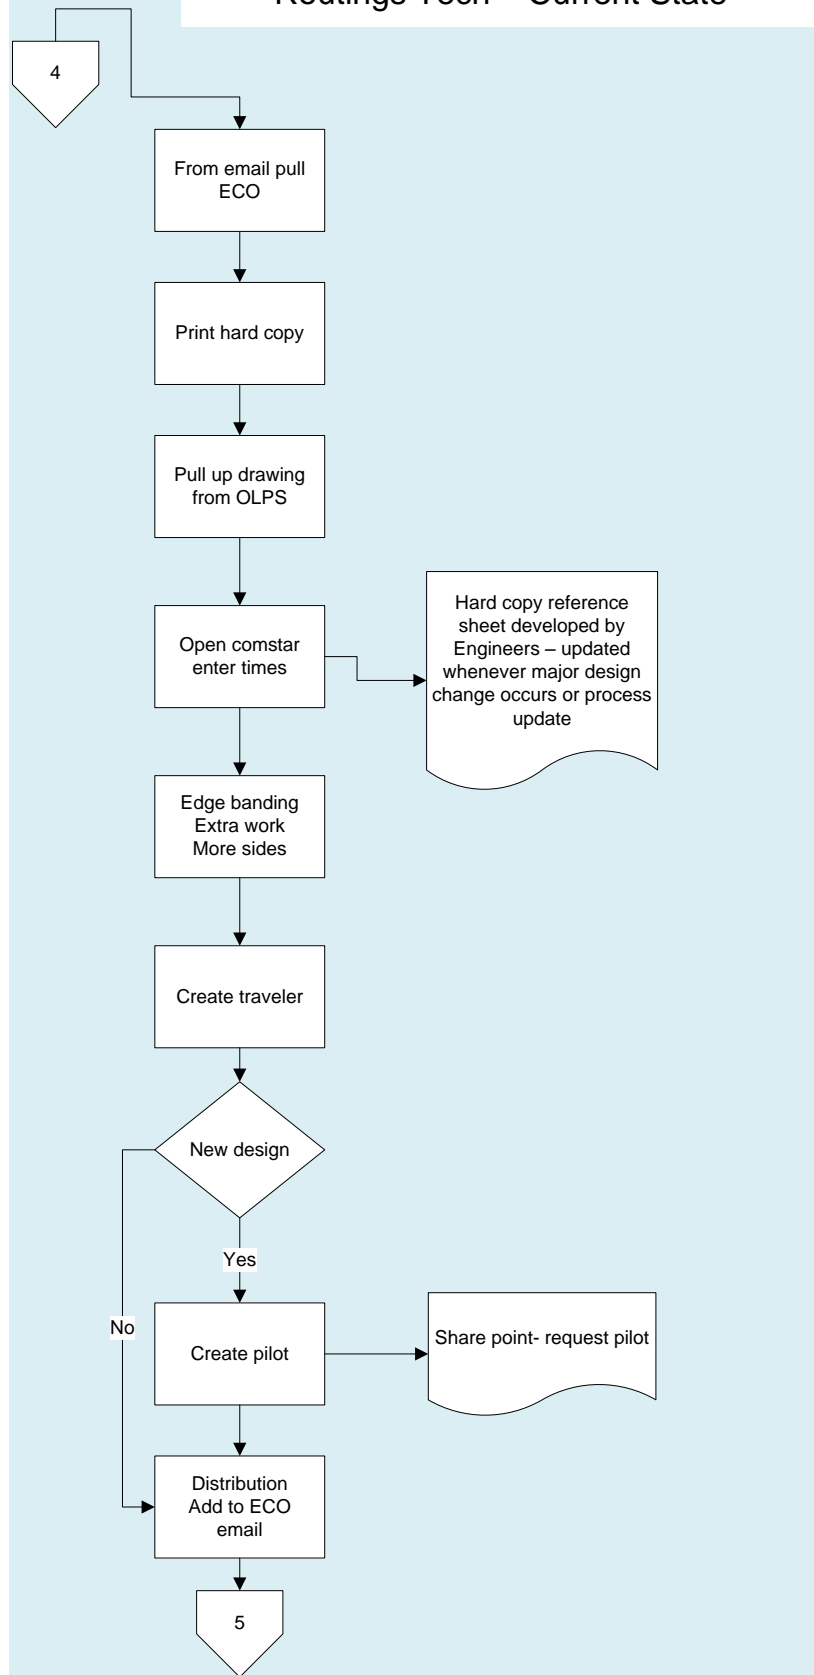 Routings Tech – Current State
4
From email pull
ECO
Print hard copy
Pull up drawing
from OLPS
Open comstar
enter times
Hard copy reference
sheet developed by
Engineers – updated
whenever major design
change occurs or process
update
Edge banding
Extra work
More sides
Create traveler
New design
Yes
No
Create pilot
Share point- request pilot
Distribution
Add to ECO
email
5